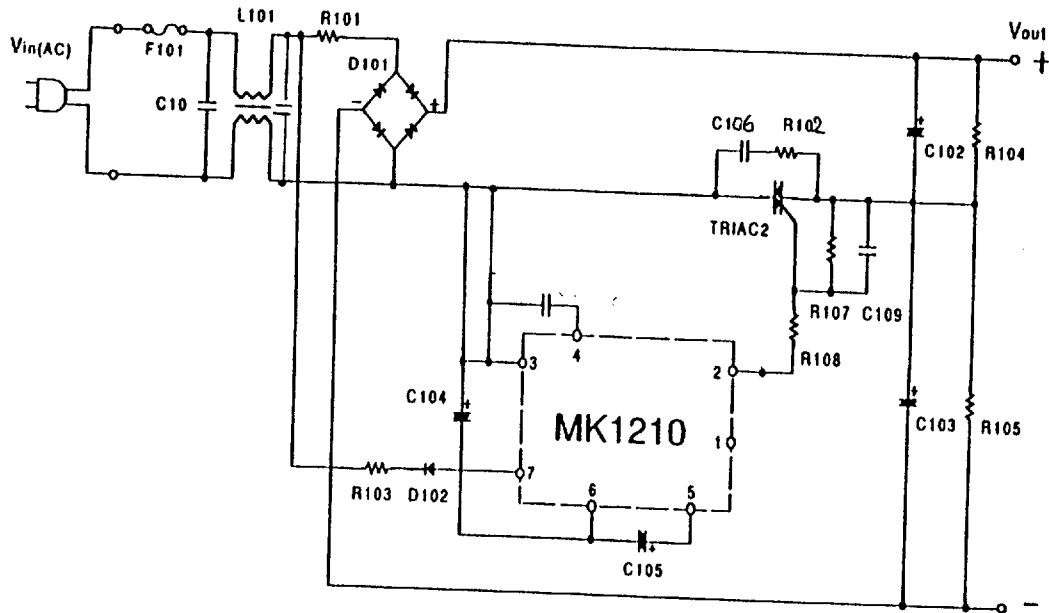 Vin(AC)
F101
L101
R101
D101
C10
-
+
Vout
+
C106
R102
C102
R104
TRIAC2
R107
C109
R108
3
4
2
C104
MK1210
1
C103
R105
7
R103
D102
6
5
+
C105
-